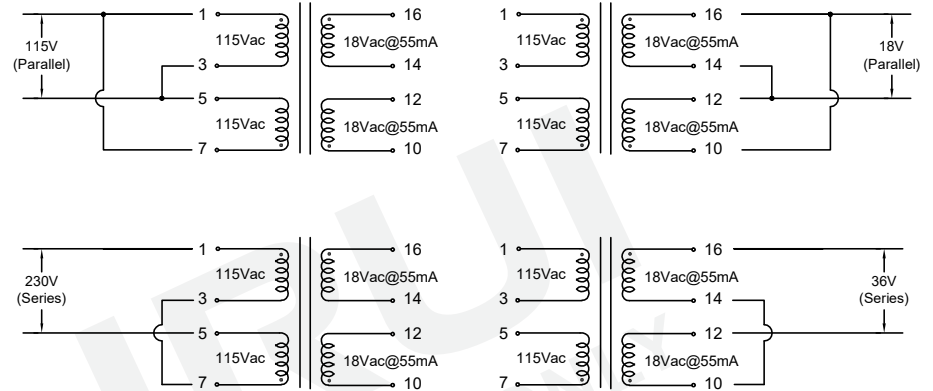 1 16 1 16
115V 115Vac 18Vac@55mA 115Vac 18Vac@55mA 18V
(Parallel) 3 14 3 14 (Parallel)
5 12 5 12
115Vac 18Vac@55mA 115Vac 18Vac@55mA
7 10 7 10
1 16 1 16
230V 115Vac 18Vac@55mA 115Vac 18Vac@55mA 36V
(Series) 3 14 3 14 (Series)
5 12 5 12
115Vac 18Vac@55mA 115Vac 18Vac@55mA
7 10 7 10